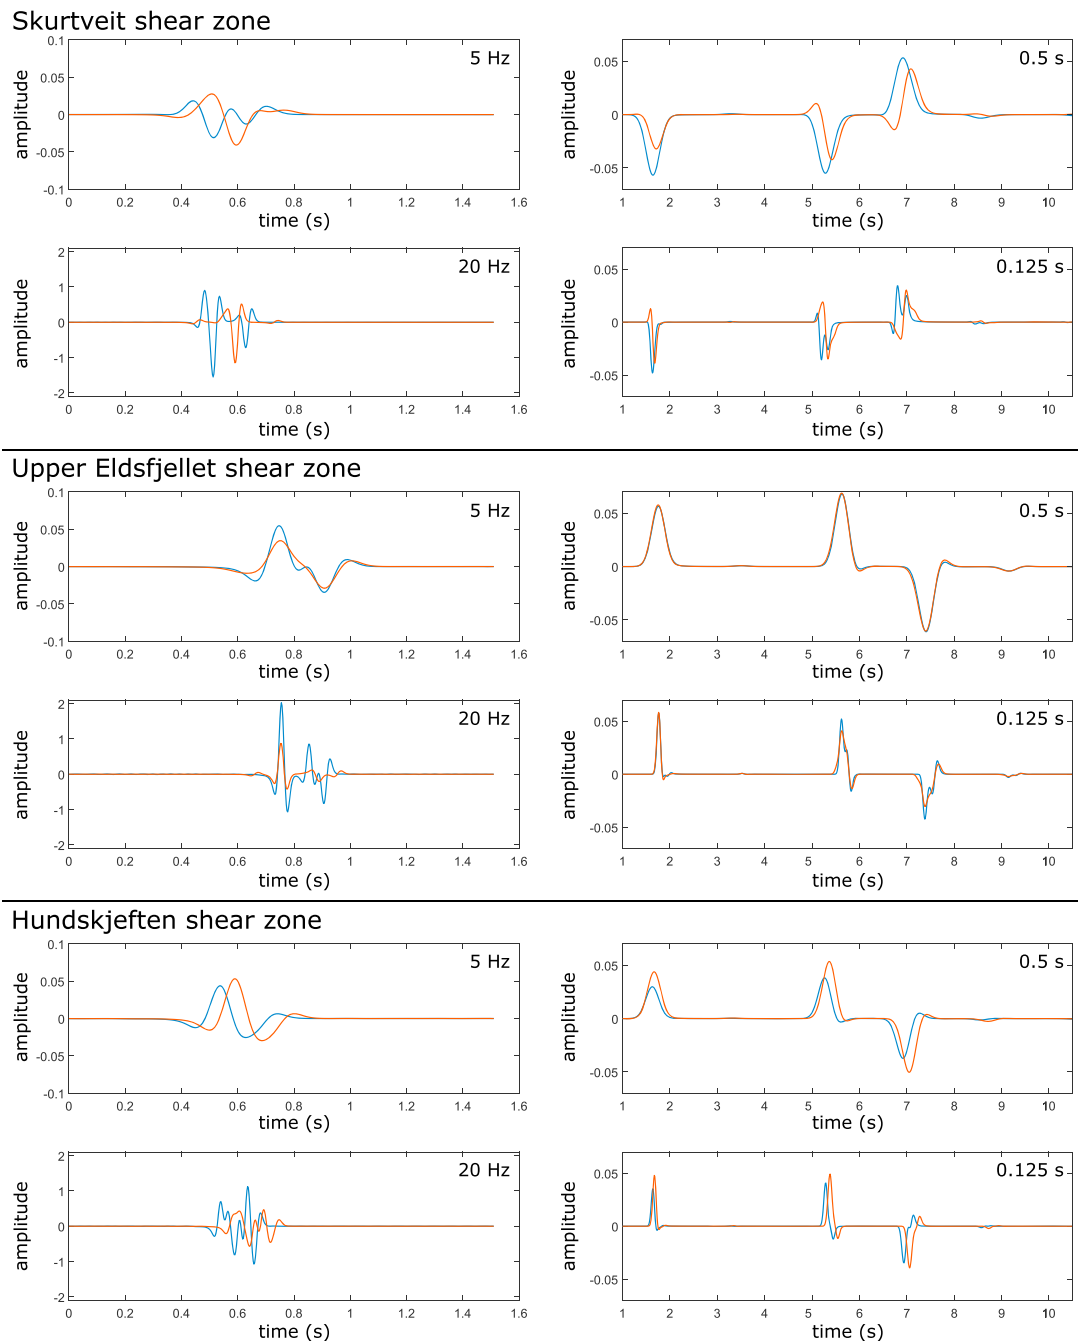 Skurtveit shear zone
0.1
0.05
0
-0.05
-0.1
amplitude
5 Hz
0 0.2 0.4 0.6 0.8 1 1.2 1.4 1.6
time (s)
0.05
0
-0.05
amplitude
0.5 s
1 2 3 4 5 6 7 8 9 10
time (s)
2
1
0
-1
-2
amplitude
20 Hz
0 0.2 0.4 0.6 0.8 1 1.2 1.4 1.6
time (s)
0.05
0
-0.05
amplitude
0.125 s
1 2 3 4 5 6 7 8 9 10
time (s)
Upper Eldsfjellet shear zone
0.1
0.05
0
-0.05
-0.1
amplitude
5 Hz
0 0.2 0.4 0.6 0.8 1 1.2 1.4 1.6
time (s)
0.05
0
-0.05
amplitude
0.5 s
1 2 3 4 5 6 7 8 9 10
time (s)
2
1
0
-1
-2
amplitude
20 Hz
0 0.2 0.4 0.6 0.8 1 1.2 1.4 1.6
time (s)
0.05
0
-0.05
amplitude
0.125 s
1 2 3 4 5 6 7 8 9 10
time (s)
Hundskjeften shear zone
0.1
0.05
0
-0.05
-0.1
amplitude
5 Hz
0 0.2 0.4 0.6 0.8 1 1.2 1.4 1.6
time (s)
0.05
0
-0.05
amplitude
0.5 s
1 2 3 4 5 6 7 8 9 10
time (s)
2
1
0
-1
-2
amplitude
20 Hz
0 0.2 0.4 0.6 0.8 1 1.2 1.4 1.6
time (s)
0.05
0
-0.05
amplitude
0.125 s
1 2 3 4 5 6 7 8 9 10
time (s)